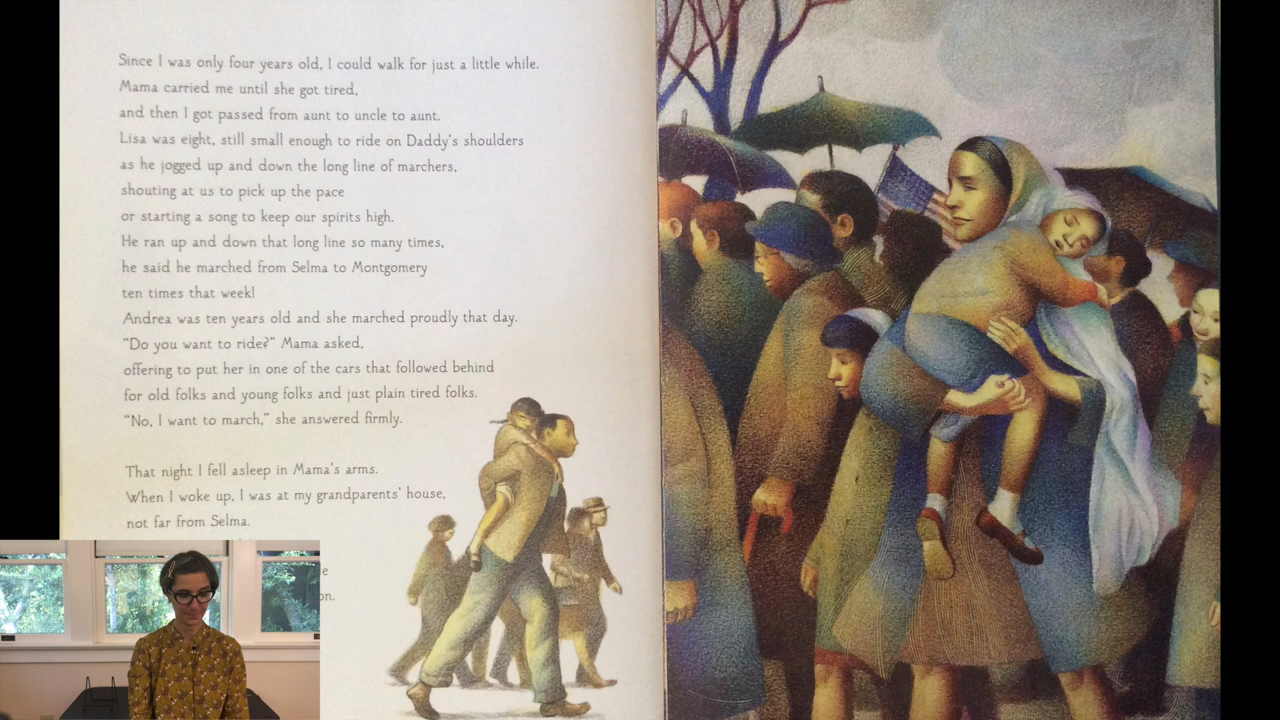 Since I was only four years old, I could walk for just a little while.
Mama carried me until she got tired,
and then I got passed from aunt to uncle to aunt.
Lisa was eight, still small enough to ride on Daddy's shoulders
as he jogged up and down the long line of marchers,
shouting at us to pick up the pace
or starting a song to keep our spirits high.
He ran up and down that long line so many times,
he said he marched from Selma to Montgomery
ten times that week!
Andrea was ten years old and she marched proudly that day.
"Do you want to ride?" Mama asked,
offering to put her in one of the cars that followed behind
for old folks and young folks and just plain tired folks.
"No, I want to march," she answered firmly.
That night I fell asleep in Mama's arms.
When I woke up, I was at my grandparents' house,
not far from Selma.